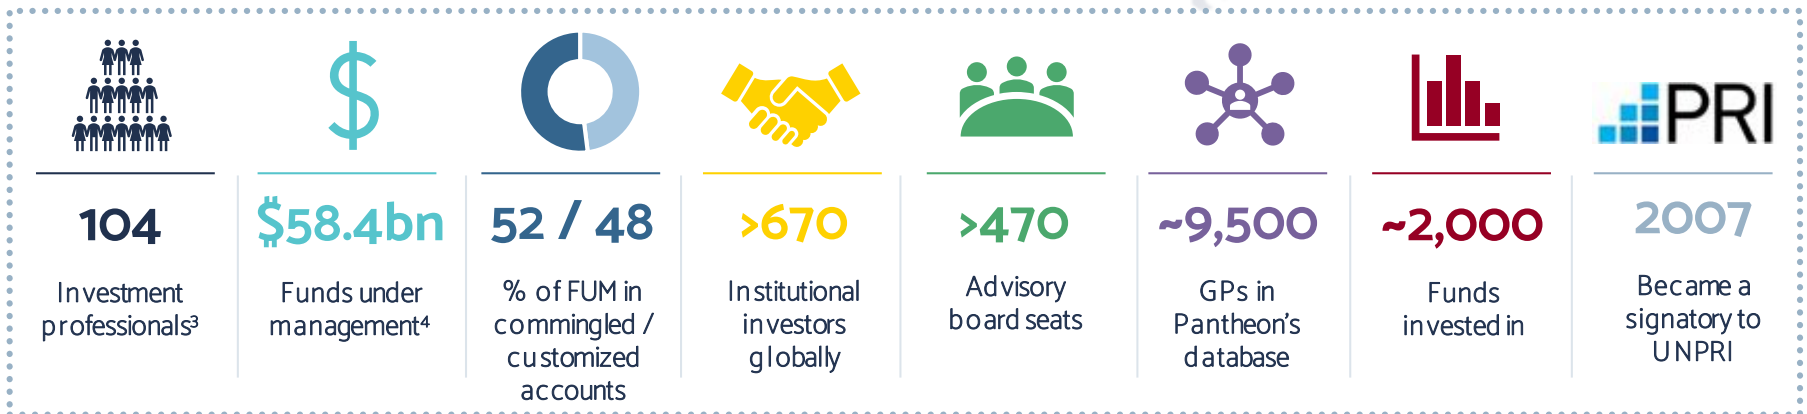 PRI
104
Investment
professionals³
$58.4bn
Funds under
management⁴
52 / 48
% of FUM in
commingled /
customized
accounts
>670
Institutional
investors
globally
>470
Advisory
board seats
~9,500
GPs in
Pantheon's
database
~2,000
Funds
invested in
2007
Became a
signatory to
UNPRI